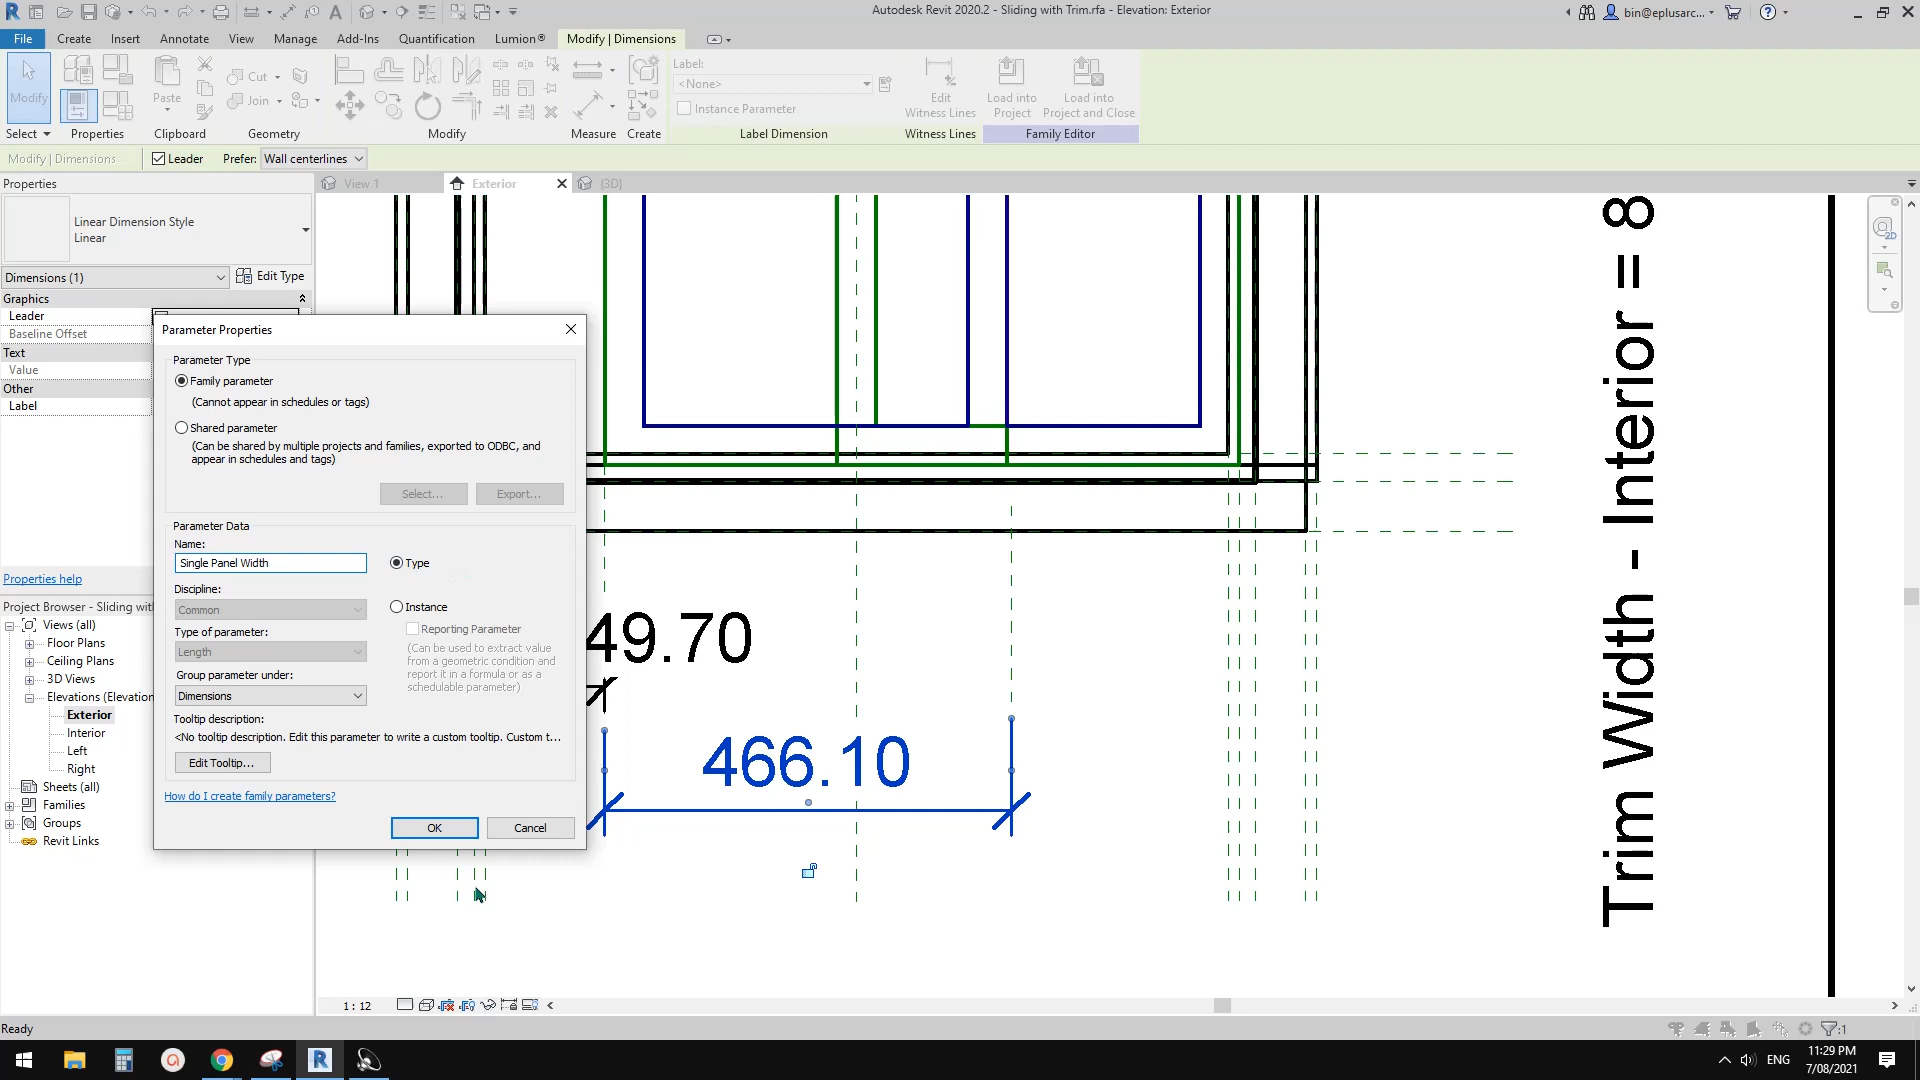 Autodesk Revit 2020.2 - Sliding with Trim.rfa - Elevation: Exterior
bin@eplusarc...
File
Create
Insert
Annotate
View
Manage
Add-Ins
Quantification
Lumion®
Modify | Dimensions
Modify
Paste
Cut
Join
Label:
<None>
Instance Parameter
Edit
Witness Lines
Load into
Project
Load into
Project and Close
Select
Properties
Clipboard
Geometry
Modify
Measure
Create
Label Dimension
Witness Lines
Family Editor
Modify | Dimensions
Leader
Prefer:
Wall centerlines
Properties
View 1
Exterior
{3D}
Linear Dimension Style
Linear
Dimensions (1)
Edit Type
Graphics
Leader
Baseline Offset
Text
Value
Other
Label
Properties help
Project Browser - Sliding with
Views (all)
Floor Plans
Ceiling Plans
3D Views
Elevations (Elevation
Exterior
Interior
Left
Right
Sheets (all)
Families
Groups
Revit Links
Parameter Properties
Parameter Type
Family parameter
(Cannot appear in schedules or tags)
Shared parameter
(Can be shared by multiple projects and families, exported to ODBC, and
appear in schedules and tags)
Select...
Export...
Parameter Data
Name:
Single Panel Width
Type
Discipline:
Common
Instance
Reporting Parameter
Type of parameter:
Length
(Can be used to extract value
from a geometric condition and
report it in a formula or as a
schedulable parameter)
Group parameter under:
Dimensions
Tooltip description:
<No tooltip description. Edit this parameter to write a custom tooltip. Custom t...
Edit Tooltip...
How do I create family parameters?
OK
Cancel
49.70
466.10
Trim Width - Interior = 8
1 : 12
Ready
:1
ENG
11:29 PM
7/08/2021